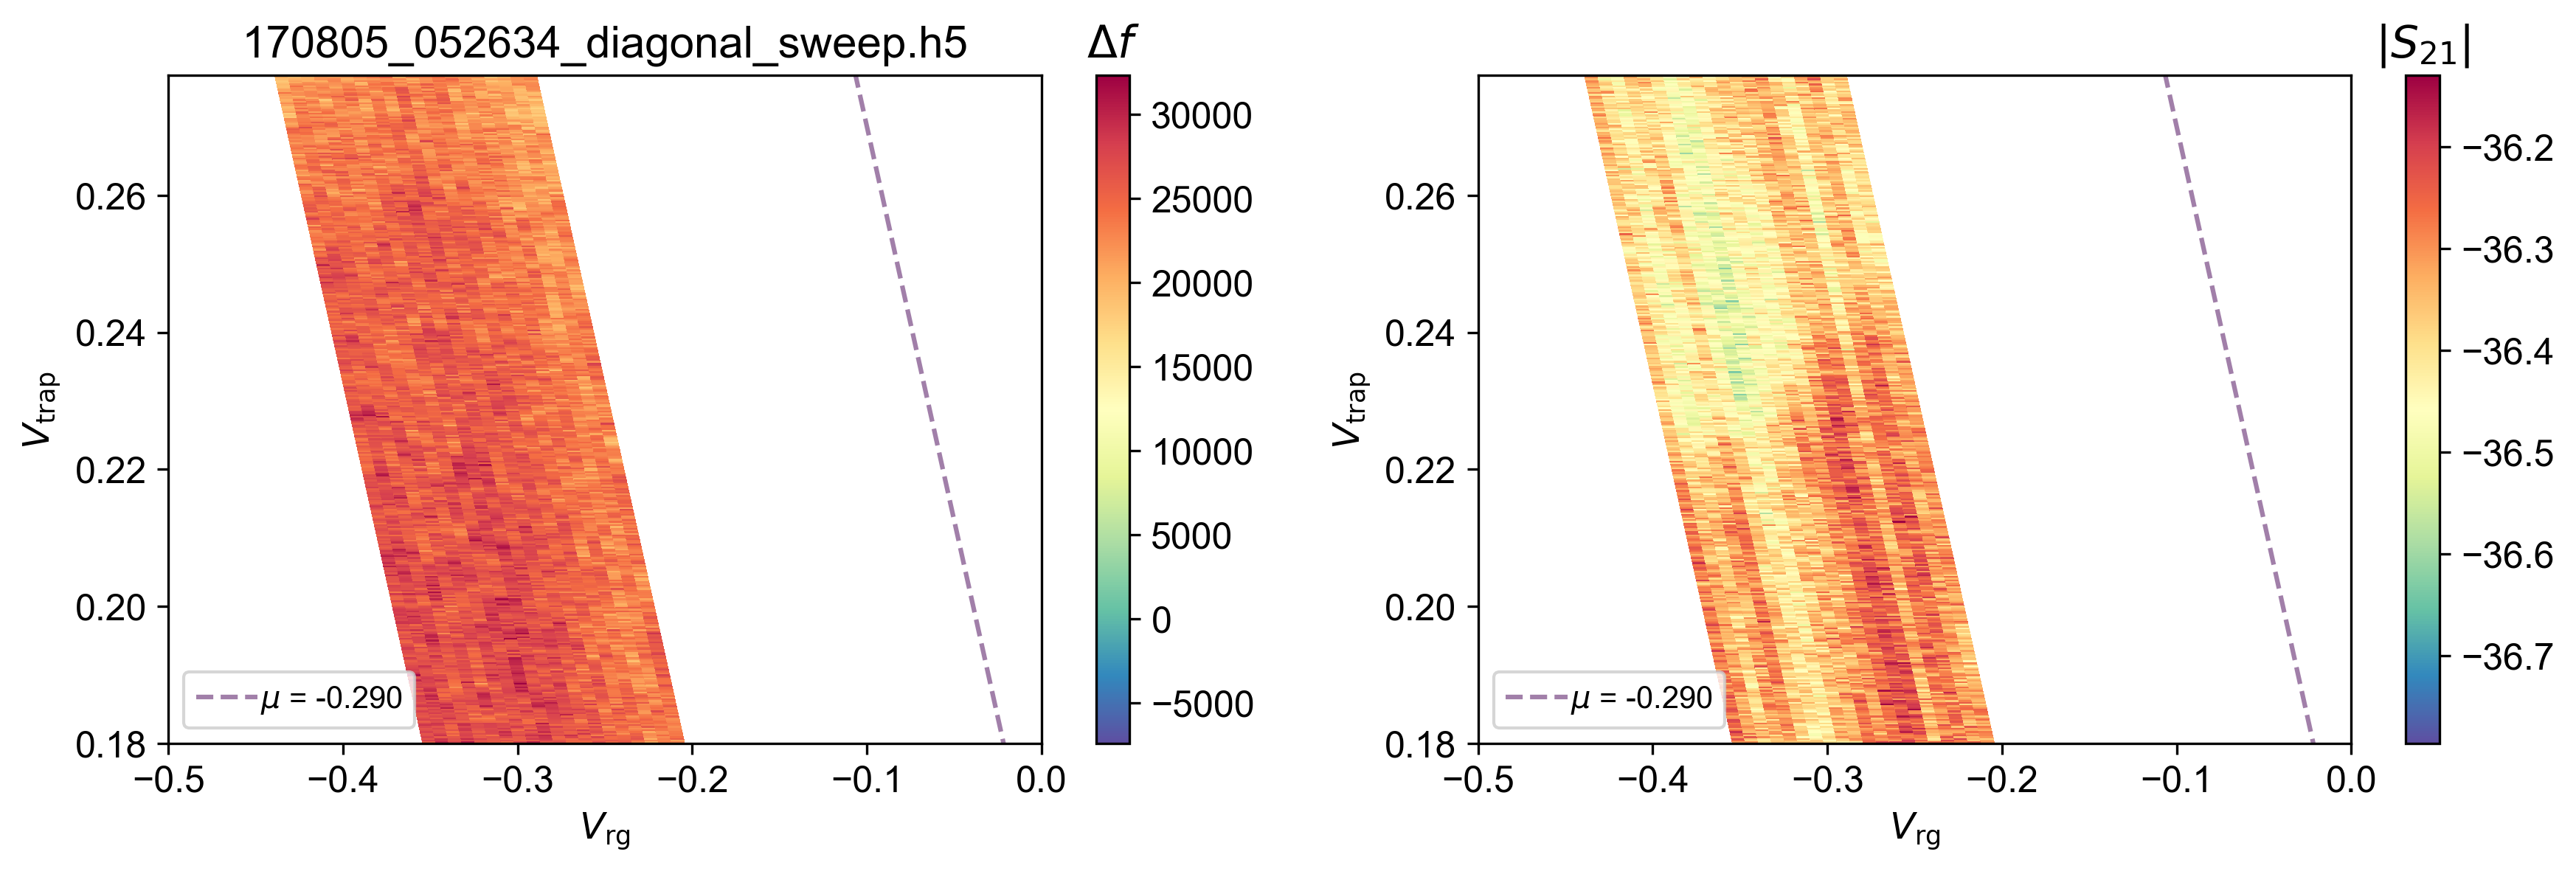 170805_052634_diagonal_sweep.h5
Δf
30000
25000
20000
15000
10000
5000
0
−5000
0.26
0.24
0.22
0.20
0.18
V_trap
μ = -0.290
−0.5 −0.4 −0.3 −0.2 −0.1 0.0
V_rg
|S_21|
−36.2
−36.3
−36.4
−36.5
−36.6
−36.7
0.26
0.24
0.22
0.20
0.18
V_trap
μ = -0.290
−0.5 −0.4 −0.3 −0.2 −0.1 0.0
V_rg